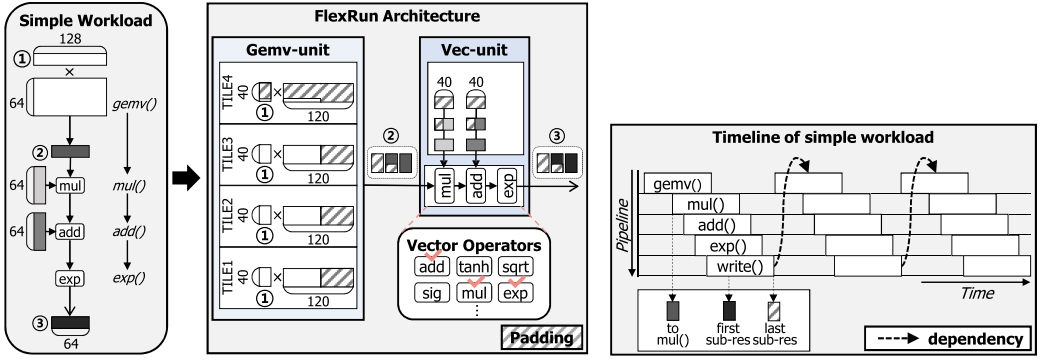 Simple Workload
128
①
×
64
gemv()
②
64
mul
mul()
64
add
add()
exp
exp()
③
64
FlexRun Architecture
Gemv-unit
TILE4
40
①
×
120
TILE3
40
①
×
120
TILE2
40
①
×
120
TILE1
40
①
×
120
②
Vec-unit
40
40
mul
add
exp
③
Vector Operators
add
tanh
sqrt
sig
mul
exp
⋮
Padding
Timeline of simple workload
Pipeline
gemv()
mul()
add()
exp()
write()
Time
to
mul()
first
sub-res
last
sub-res
dependency